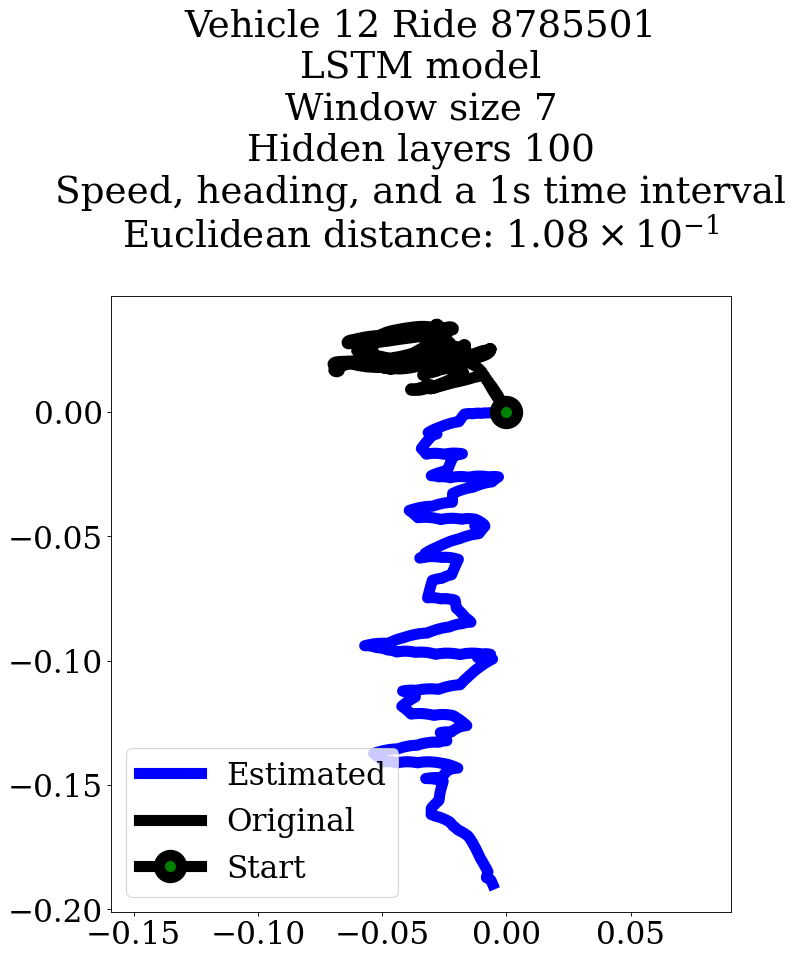 Vehicle 12 Ride 8785501
LSTM model
Window size 7
Hidden layers 100
Speed, heading, and a 1s time interval
Euclidean distance: 1.08 × 10⁻¹
0.00
−0.05
−0.10
−0.15
−0.20
Estimated
Original
Start
−0.15 −0.10 −0.05 0.00 0.05